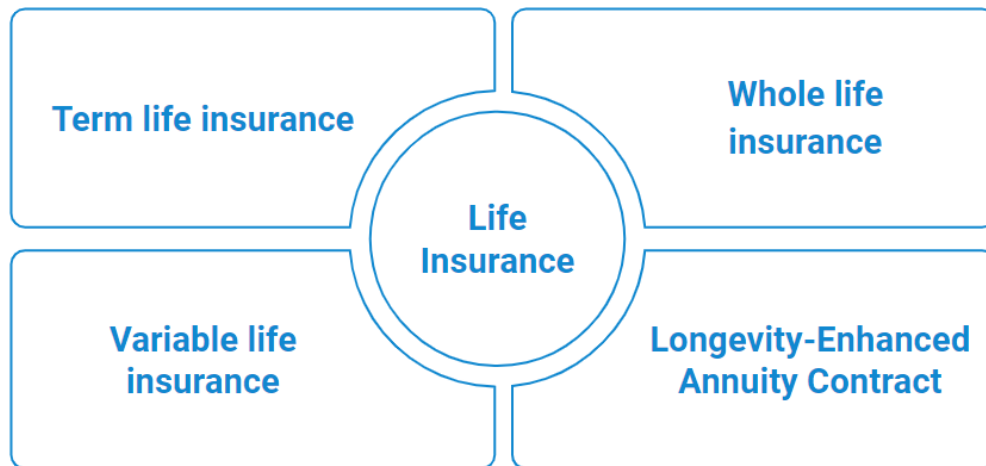 Term life insurance
Whole life
insurance
Life
Insurance
Variable life
insurance
Longevity-Enhanced
Annuity Contract